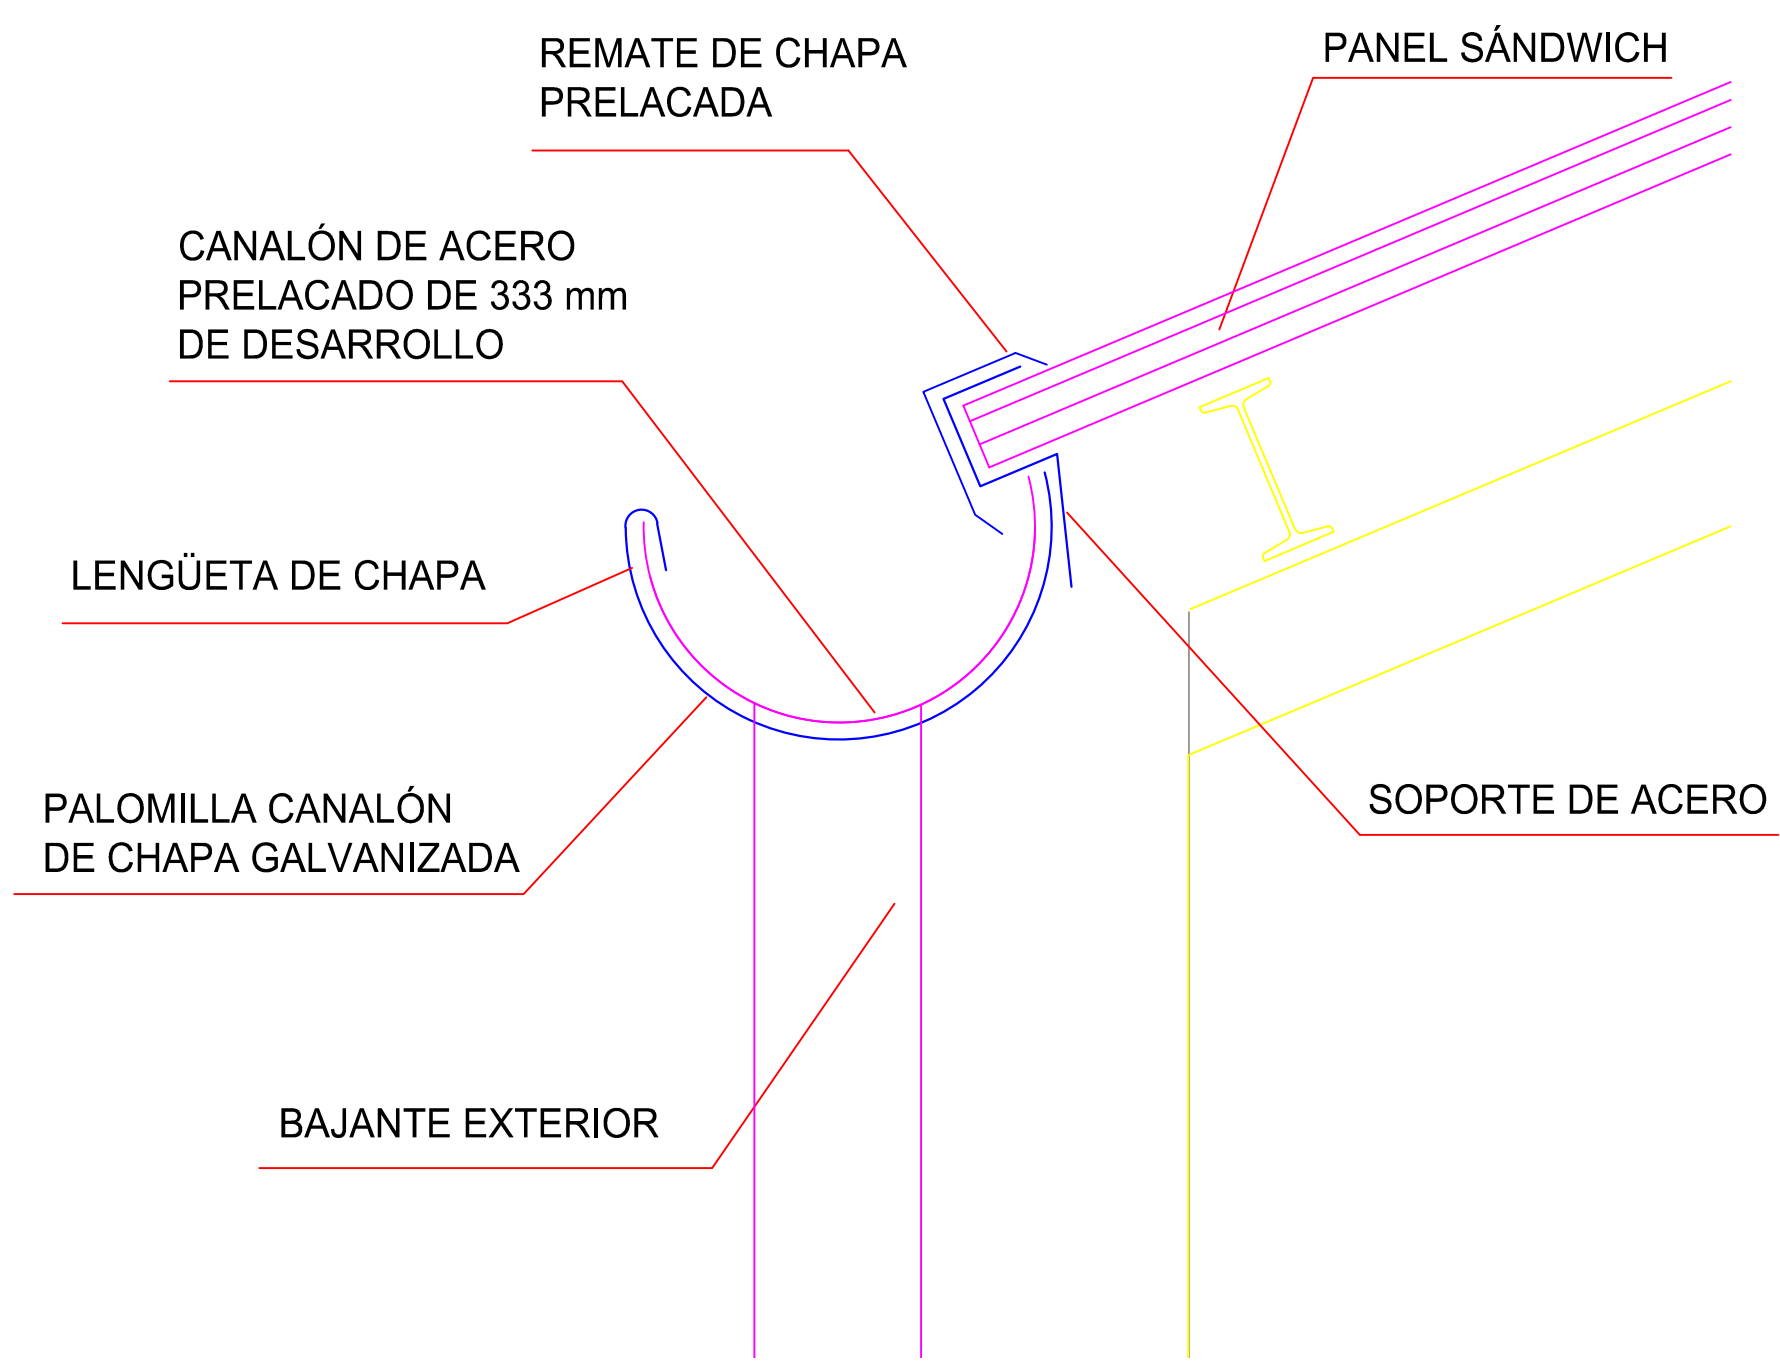 REMATE DE CHAPA
PRELACADA
PANEL SÁNDWICH
CANALÓN DE ACERO
PRELACADO DE 333 mm
DE DESARROLLO
LENGÜETA DE CHAPA
PALOMILLA CANALÓN
DE CHAPA GALVANIZADA
SOPORTE DE ACERO
BAJANTE EXTERIOR